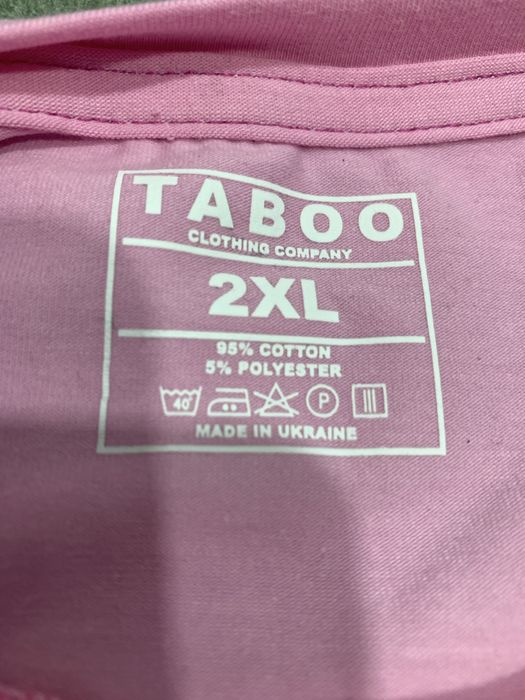 TABOO
CLOTHING COMPANY
2XL
95% COTTON
5% POLYESTER
40° P
MADE IN UKRAINE